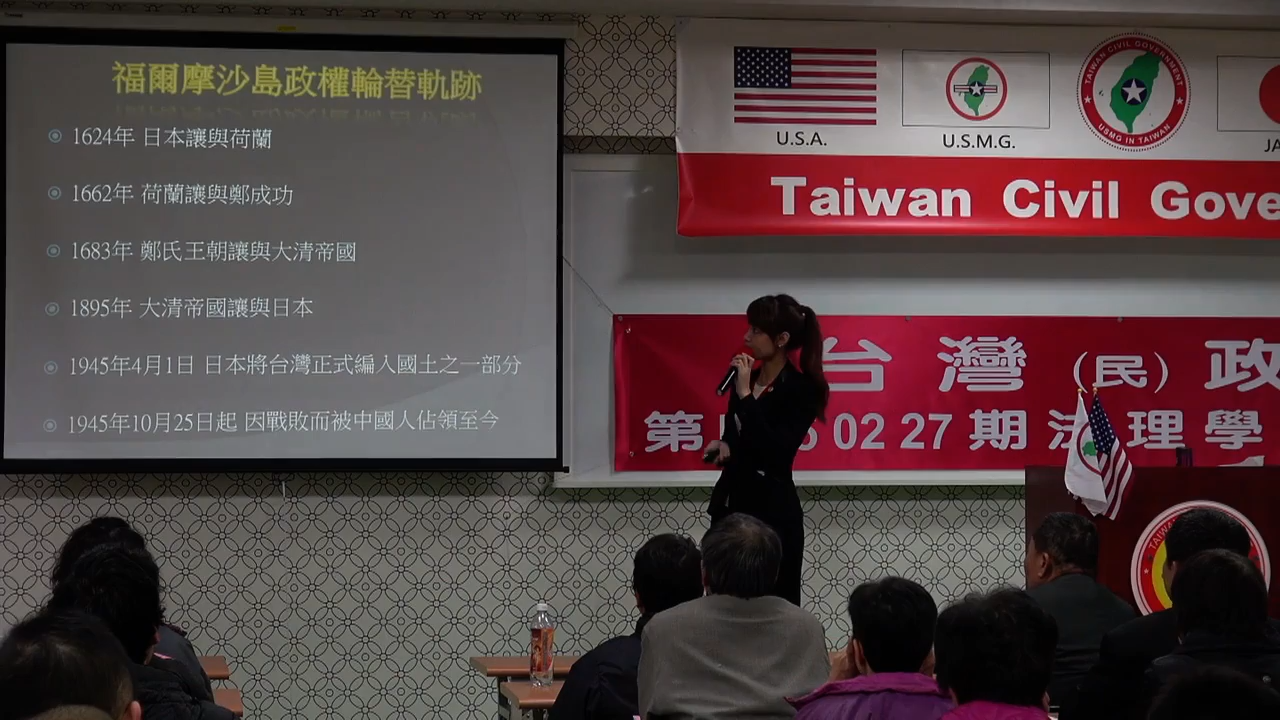 福爾摩沙島政權輪替軌跡
1624年 日本讓與荷蘭
1662年 荷蘭讓與鄭成功
1683年 鄭氏王朝讓與大清帝國
1895年 大清帝國讓與日本
1945年4月1日 日本將台灣正式編入國土之一部分
1945年10月25日起 因戰敗而被中國人佔領至今
U.S.A.
U.S.M.G.
TAIWAN CIVIL GOVERNMENT
USMG IN TAIWAN
JA
Taiwan Civil Gove
台灣(民)政
第 02 27期法理學
TAIWAN